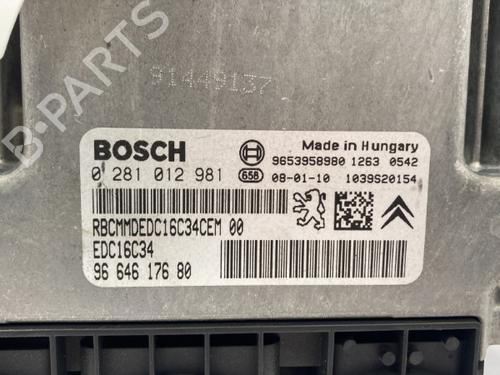 91449137
B-PARTS
BOSCH
Made in Hungary
9653958980 1263 0542
0 281 012 981 658 08-01-10 1039S20154
RBCMMDEDC16C34CEM 00
EDC16C34
96 646 176 80